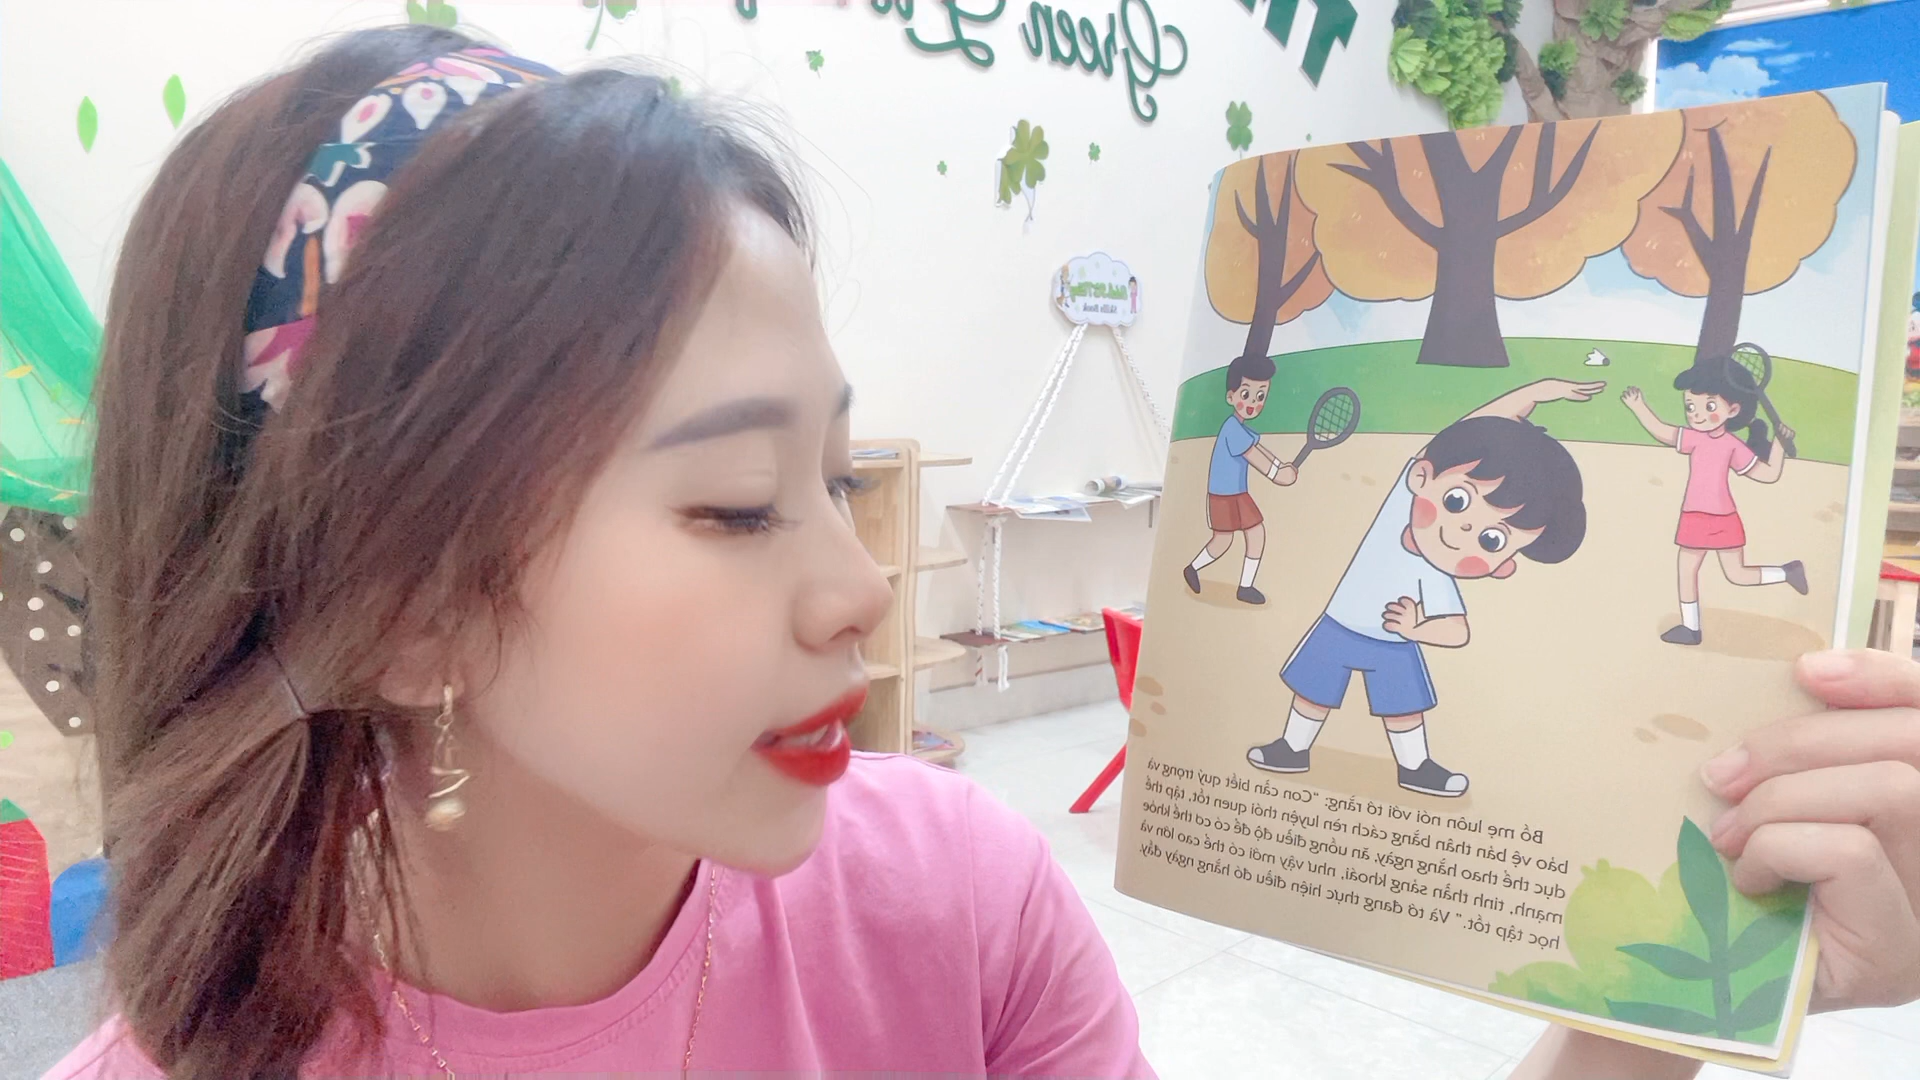 Green
Skills Book
Bố mẹ luôn nói với tớ rằng: "Con cần biết quý trọng và
bảo vệ bản thân bằng cách rèn luyện thói quen tốt, tập thể
dục thể thao hằng ngày, ăn uống điều độ để có cơ thể khỏe
mạnh, tinh thần sảng khoái, như vậy mới có thể cao lớn và
học tập tốt." Và tớ đang thực hiện điều đó hằng ngày đấy.